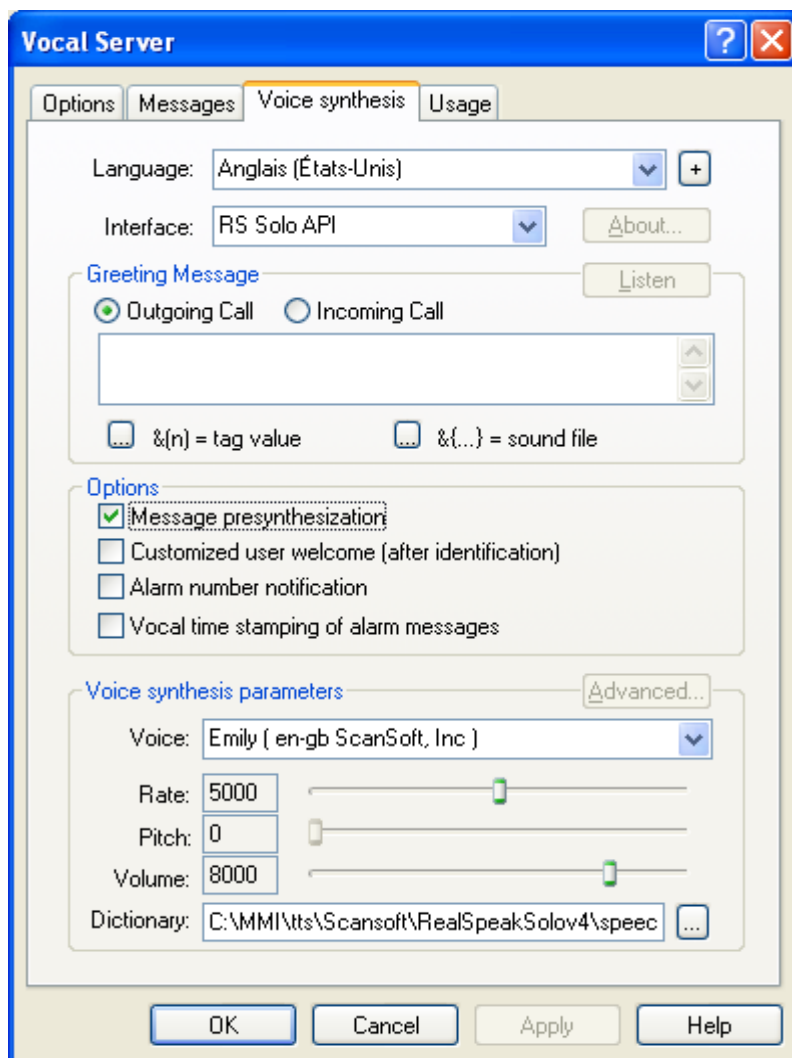 Vocal Server
Options Messages Voice synthesis Usage
Language: Anglais (États-Unis) +
Interface: RS Solo API About...
Greeting Message Listen
Outgoing Call Incoming Call
... &(n) = tag value ... &{...} = sound file
Options
Message presynthesization
Customized user welcome (after identification)
Alarm number notification
Vocal time stamping of alarm messages
Voice synthesis parameters Advanced...
Voice: Emily ( en-gb ScanSoft, Inc )
Rate: 5000
Pitch: 0
Volume: 8000
Dictionary: C:\MMI\tts\Scansoft\RealSpeakSolov4\speec ...
OK Cancel Apply Help